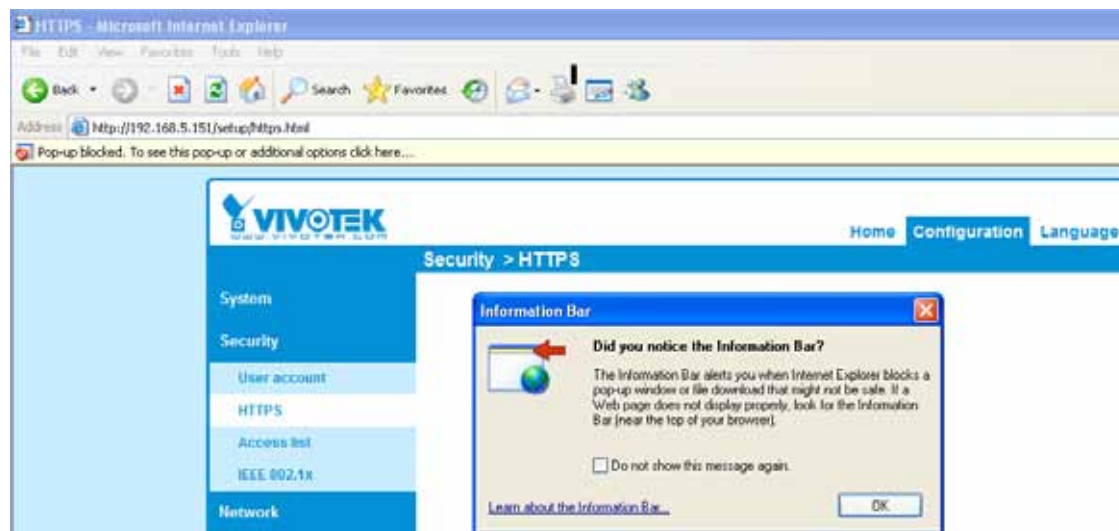 HTTPS - Microsoft Internet Explorer
File Edit View Favorites Tools Help
Back Search Favorites
Address http://192.168.5.151/setup/https.html
Pop-up blocked. To see this pop-up or additional options click here....
VIVOTEK
WWW.VIVOTEK.COM
Home Configuration Language
Security > HTTPS
System
Security
User account
HTTPS
Access list
IEEE 802.1x
Network
Information Bar
Did you notice the Information Bar?
The Information Bar alerts you when Internet Explorer blocks a
pop-up window or file download that might not be safe. If a
Web page does not display properly, look for the Information
Bar (near the top of your browser).
Do not show this message again.
Learn about the Information Bar...
OK